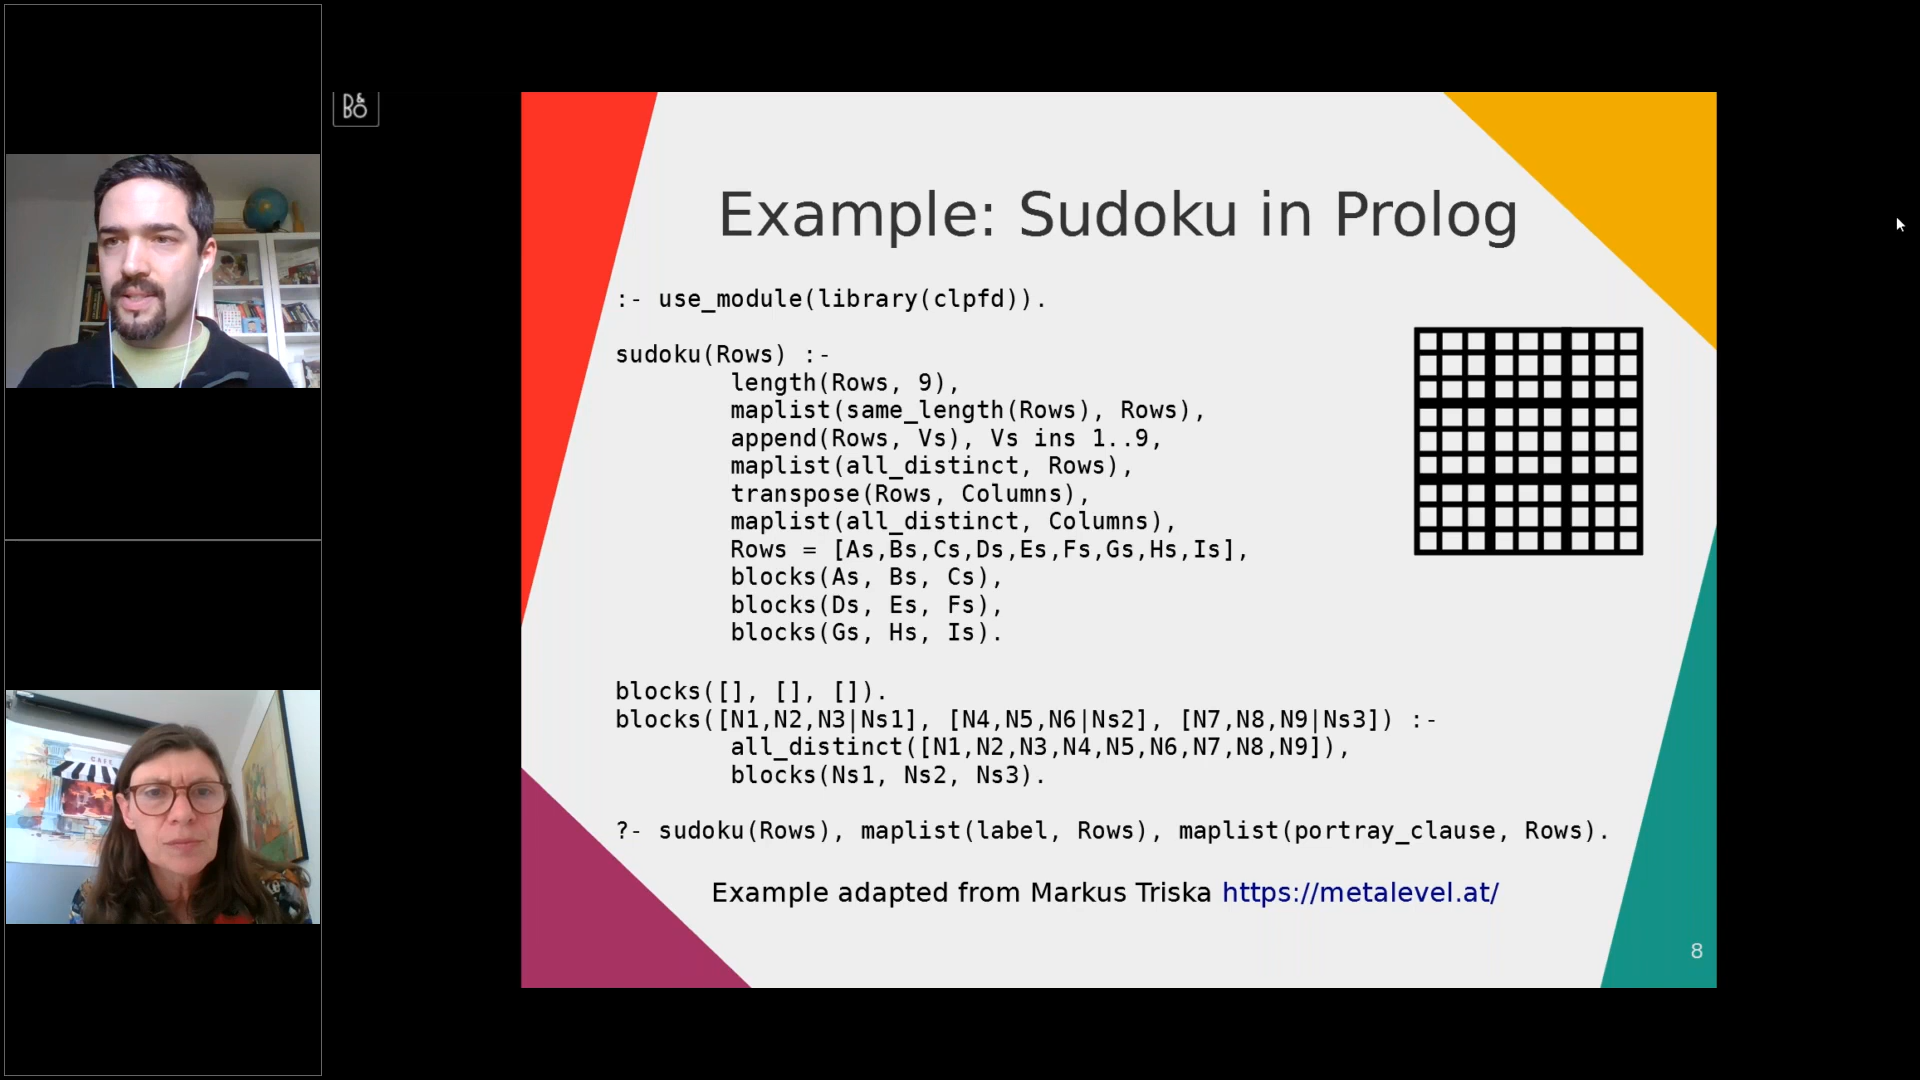 B&O
Example: Sudoku in Prolog
:- use_module(library(clpfd)).
sudoku(Rows) :-
length(Rows, 9),
maplist(same_length(Rows), Rows),
append(Rows, Vs), Vs ins 1..9,
maplist(all_distinct, Rows),
transpose(Rows, Columns),
maplist(all_distinct, Columns),
Rows = [As,Bs,Cs,Ds,Es,Fs,Gs,Hs,Is],
blocks(As, Bs, Cs),
blocks(Ds, Es, Fs),
blocks(Gs, Hs, Is).
blocks([], [], []).
blocks([N1,N2,N3|Ns1], [N4,N5,N6|Ns2], [N7,N8,N9|Ns3]) :-
all_distinct([N1,N2,N3,N4,N5,N6,N7,N8,N9]),
blocks(Ns1, Ns2, Ns3).
?- sudoku(Rows), maplist(label, Rows), maplist(portray_clause, Rows).
Example adapted from Markus Triska https://metalevel.at/
8
CAFE